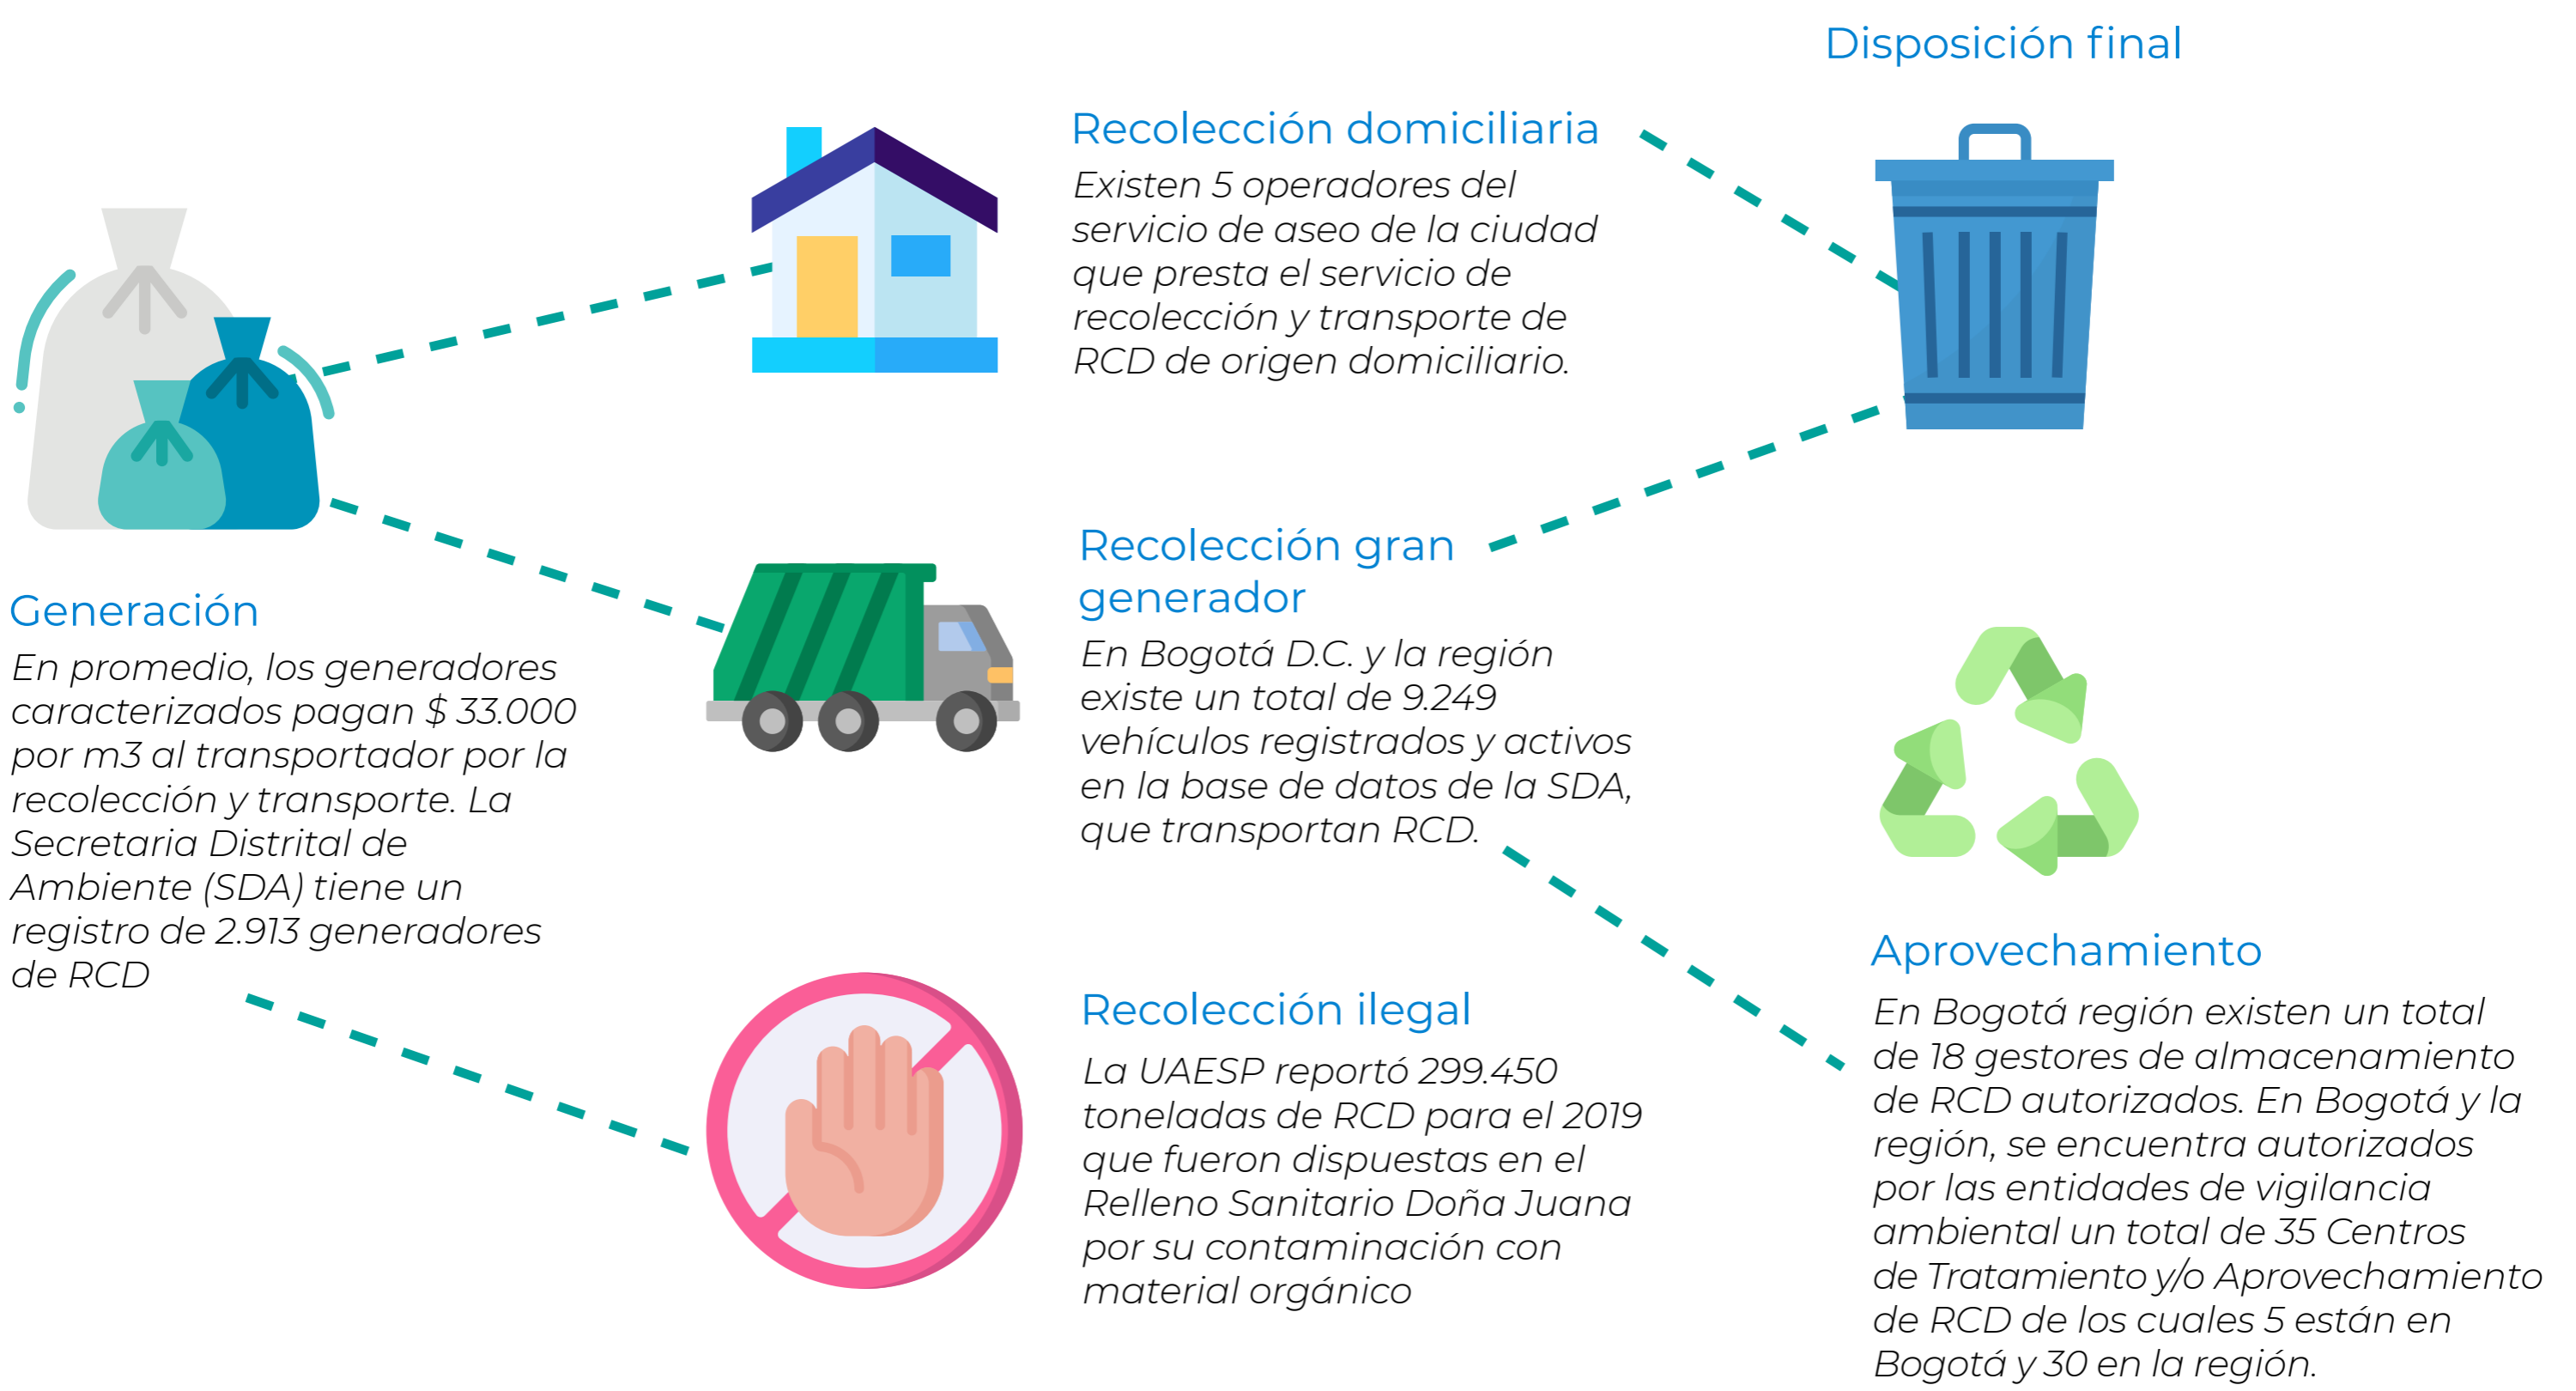 Generación
En promedio, los generadores
caracterizados pagan $ 33.000
por m3 al transportador por la
recolección y transporte. La
Secretaria Distrital de
Ambiente (SDA) tiene un
registro de 2.913 generadores
de RCD
Recolección domiciliaria
Existen 5 operadores del
servicio de aseo de la ciudad
que presta el servicio de
recolección y transporte de
RCD de origen domiciliario.
Recolección gran
generador
En Bogotá D.C. y la región
existe un total de 9.249
vehículos registrados y activos
en la base de datos de la SDA,
que transportan RCD.
Recolección ilegal
La UAESP reportó 299.450
toneladas de RCD para el 2019
que fueron dispuestas en el
Relleno Sanitario Doña Juana
por su contaminación con
material orgánico
Disposición final
Aprovechamiento
En Bogotá región existen un total
de 18 gestores de almacenamiento
de RCD autorizados. En Bogotá y la
región, se encuentra autorizados
por las entidades de vigilancia
ambiental un total de 35 Centros
de Tratamiento y/o Aprovechamiento
de RCD de los cuales 5 están en
Bogotá y 30 en la región.